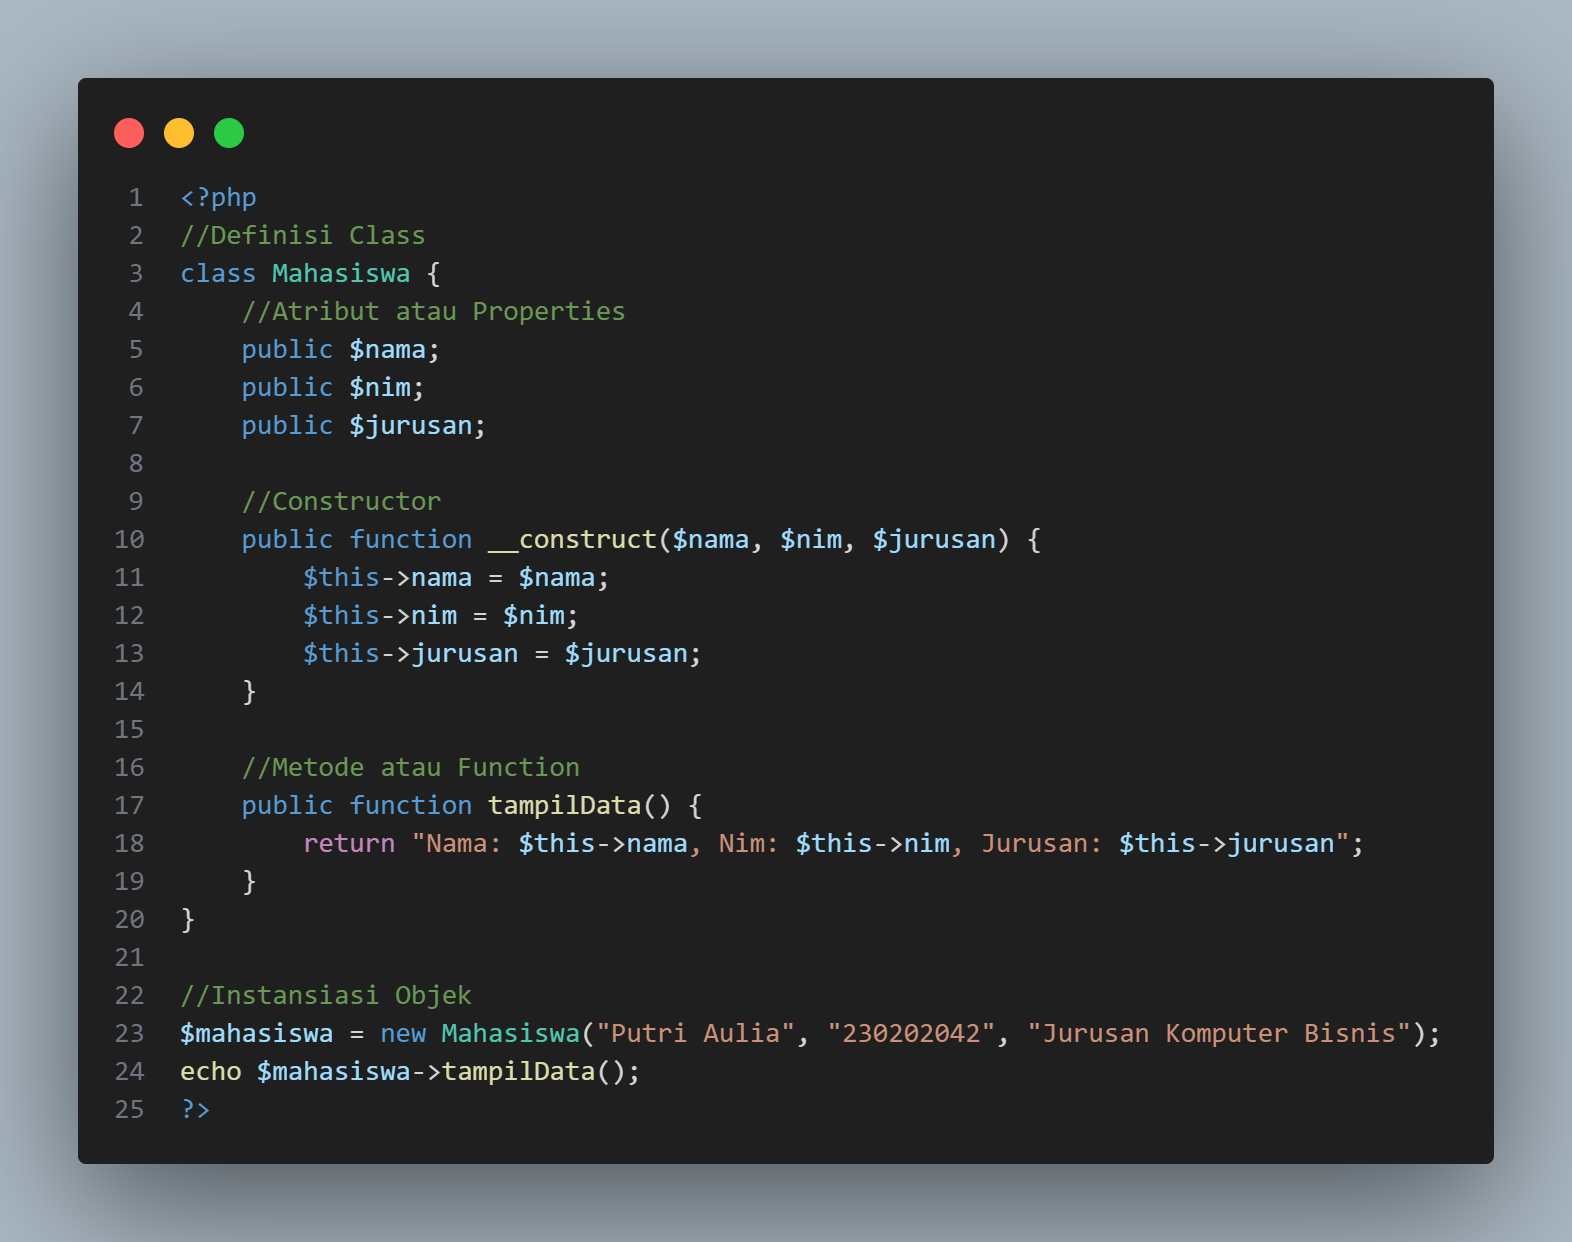 1 <?php
2 //Definisi Class
3 class Mahasiswa {
4     //Atribut atau Properties
5     public $nama;
6     public $nim;
7     public $jurusan;
8
9     //Constructor
10     public function __construct($nama, $nim, $jurusan) {
11         $this->nama = $nama;
12         $this->nim = $nim;
13         $this->jurusan = $jurusan;
14     }
15
16     //Metode atau Function
17     public function tampilData() {
18         return "Nama: $this->nama, Nim: $this->nim, Jurusan: $this->jurusan";
19     }
20 }
21
22 //Instansiasi Objek
23 $mahasiswa = new Mahasiswa("Putri Aulia", "230202042", "Jurusan Komputer Bisnis");
24 echo $mahasiswa->tampilData();
25 ?>